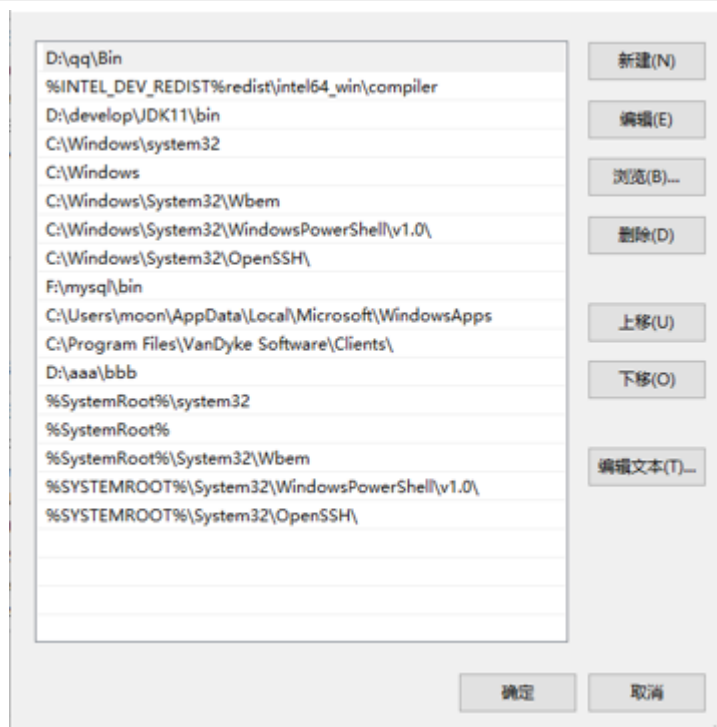 D:\qq\Bin
%INTEL_DEV_REDIST%redist\intel64_win\compiler
D:\develop\JDK11\bin
C:\Windows\system32
C:\Windows
C:\Windows\System32\Wbem
C:\Windows\System32\WindowsPowerShell\v1.0\
C:\Windows\System32\OpenSSH\
F:\mysql\bin
C:\Users\moon\AppData\Local\Microsoft\WindowsApps
C:\Program Files\VanDyke Software\Clients\
D:\aaa\bbb
%SystemRoot%\system32
%SystemRoot%
%SystemRoot%\System32\Wbem
%SYSTEMROOT%\System32\WindowsPowerShell\v1.0\
%SYSTEMROOT%\System32\OpenSSH\
新建(N)
编辑(E)
浏览(B)...
删除(D)
上移(U)
下移(O)
编辑文本(T)...
确定
取消